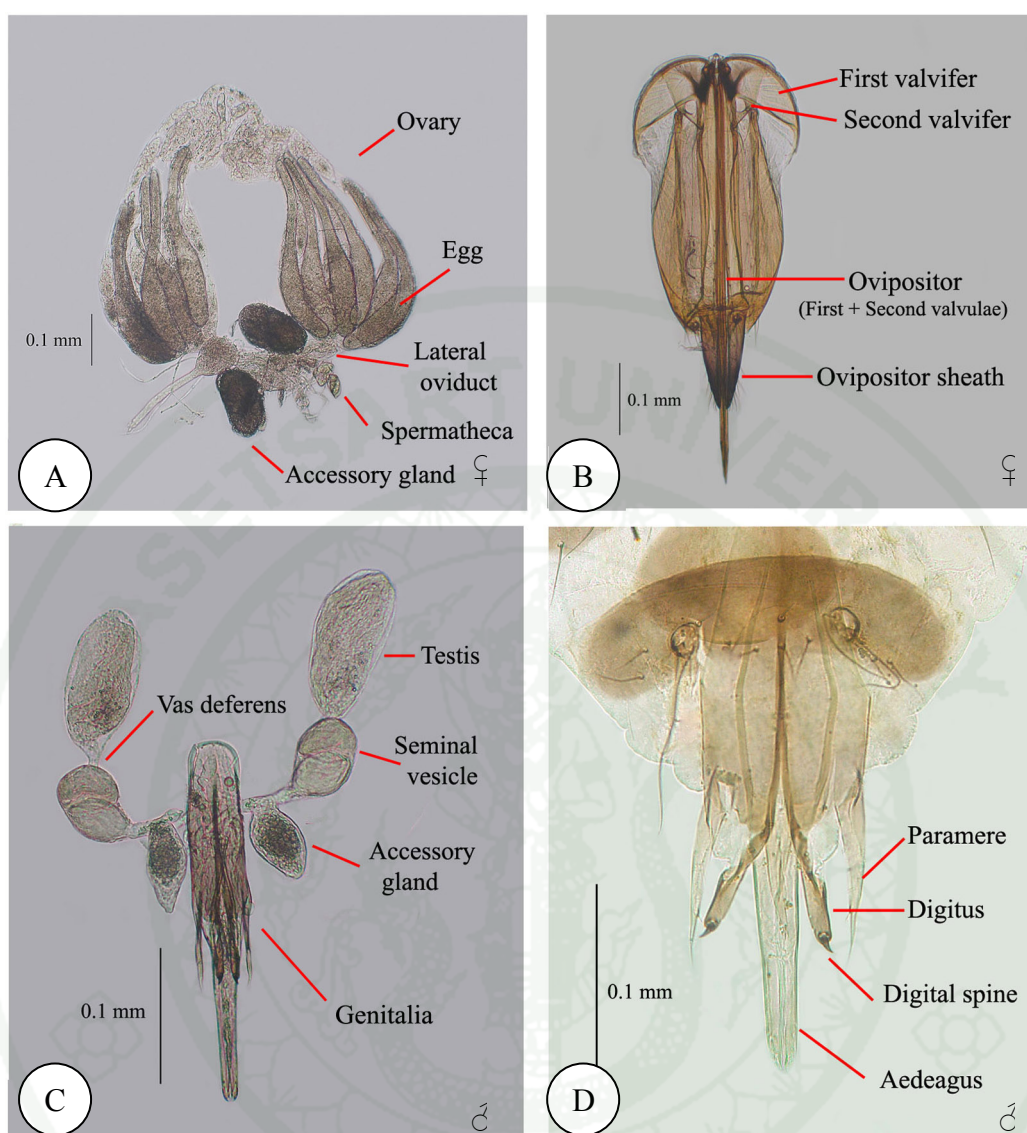 Ovary
Egg
0.1 mm
Lateral
oviduct
Spermatheca
Accessory gland
A
♀
First valvifer
Second valvifer
Ovipositor
(First + Second valvulae)
Ovipositor sheath
0.1 mm
B
♀
Testis
Vas deferens
Seminal
vesicle
Accessory
gland
0.1 mm
Genitalia
C
♂
Paramere
Digitus
0.1 mm
Digital spine
Aedeagus
D
♂
KASETSART UNIVERSITY